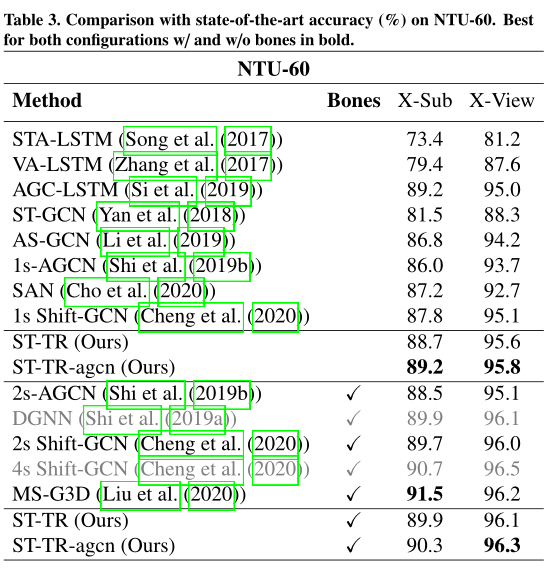 Table 3. Comparison with state-of-the-art accuracy (%) on NTU-60. Best
for both configurations w/ and w/o bones in bold.
NTU-60
Method Bones X-Sub X-View
STA-LSTM (Song et al. (2017)) 73.4 81.2
VA-LSTM (Zhang et al. (2017)) 79.4 87.6
AGC-LSTM (Si et al. (2019)) 89.2 95.0
ST-GCN (Yan et al. (2018)) 81.5 88.3
AS-GCN (Li et al. (2019)) 86.8 94.2
1s-AGCN (Shi et al. (2019b)) 86.0 93.7
SAN (Cho et al. (2020)) 87.2 92.7
1s Shift-GCN (Cheng et al. (2020)) 87.8 95.1
ST-TR (Ours) 88.7 95.6
ST-TR-agcn (Ours) 89.2 95.8
2s-AGCN (Shi et al. (2019b)) ✓ 88.5 95.1
DGNN (Shi et al. (2019a)) ✓ 89.9 96.1
2s Shift-GCN (Cheng et al. (2020)) ✓ 89.7 96.0
4s Shift-GCN (Cheng et al. (2020)) ✓ 90.7 96.5
MS-G3D (Liu et al. (2020)) ✓ 91.5 96.2
ST-TR (Ours) ✓ 89.9 96.1
ST-TR-agcn (Ours) ✓ 90.3 96.3